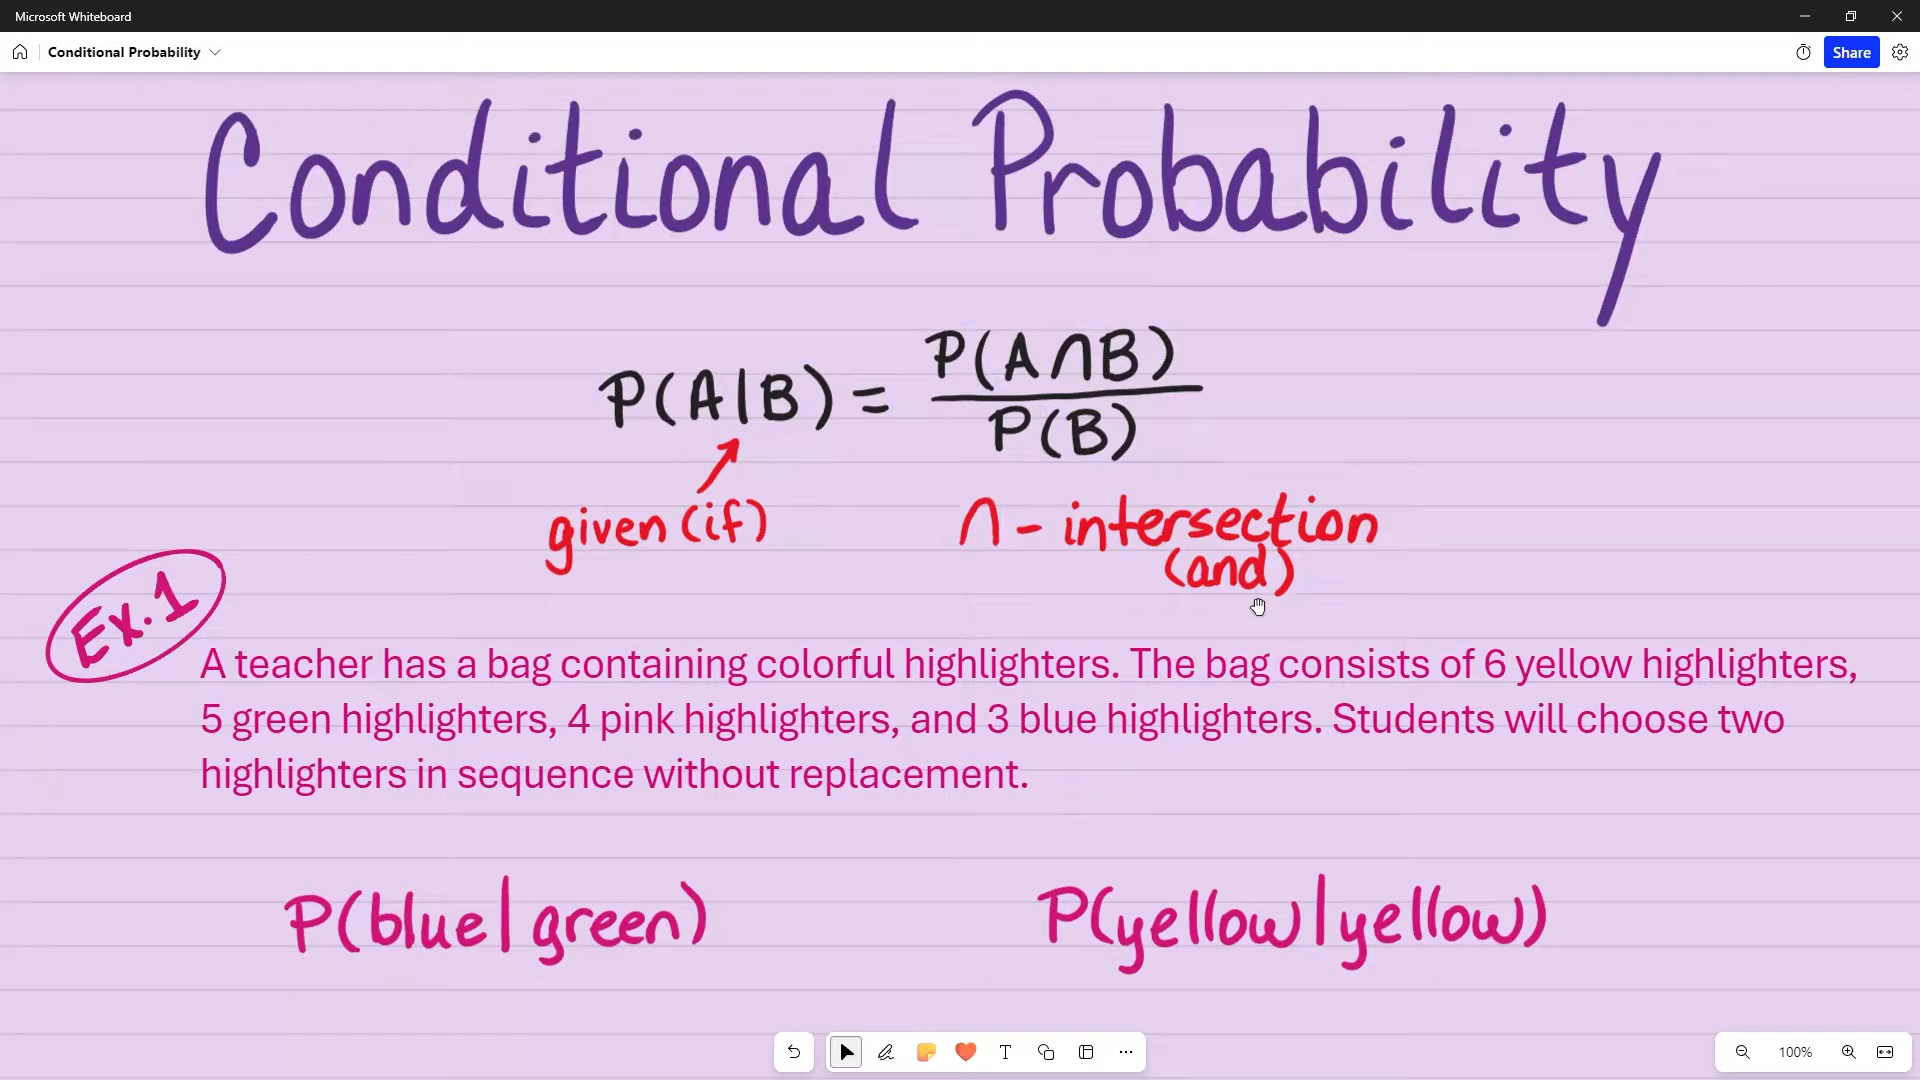 Microsoft Whiteboard
Conditional Probability
Share
Conditional Probability
P(A|B) = P(A∩B)
P(B)
given (if)
∩ - intersection
(and)
Ex.1
A teacher has a bag containing colorful highlighters. The bag consists of 6 yellow highlighters,
5 green highlighters, 4 pink highlighters, and 3 blue highlighters. Students will choose two
highlighters in sequence without replacement.
P(blue|green)
P(yellow|yellow)
100%